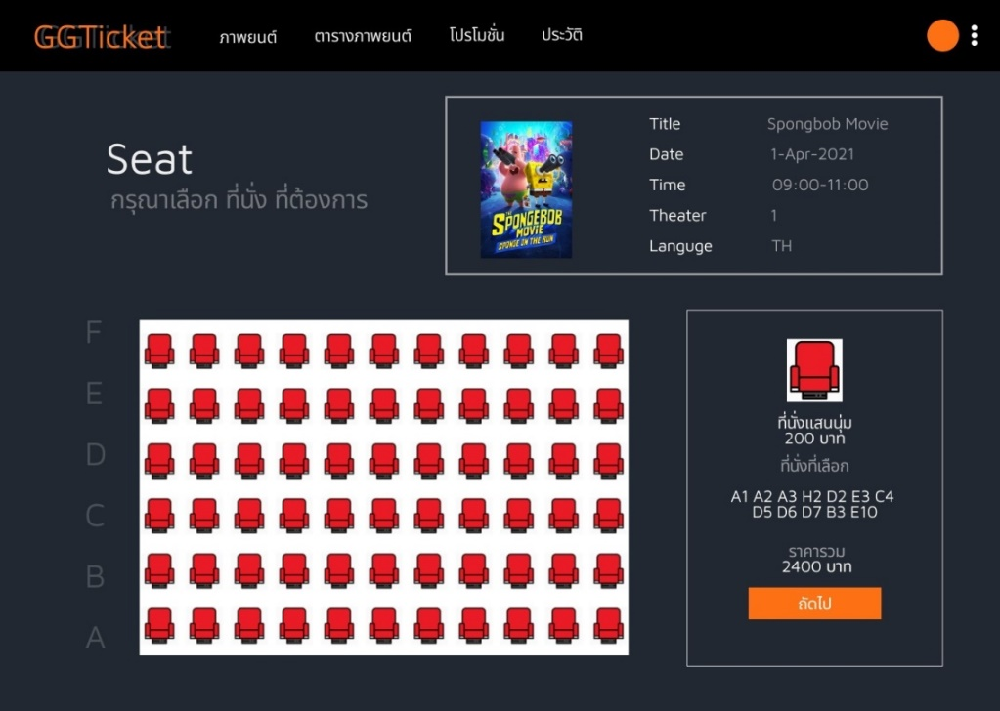 GGTicket
ภาพยนต์ ตารางภาพยนต์ โปรโมชั่น ประวัติ
Seat
กรุณาเลือก ที่นั่ง ที่ต้องการ
THE
SPONGEBOB
MOVIE
SPONGE ON THE RUN
Title Spongbob Movie
Date 1-Apr-2021
Time 09:00-11:00
Theater 1
Languge TH
F
E
D
C
B
A
ที่นั่งแสนนุ่ม
200 บาท
ที่นั่งที่เลือก
A1 A2 A3 H2 D2 E3 C4
D5 D6 D7 B3 E10
ราคารวม
2400 บาท
ถัดไป